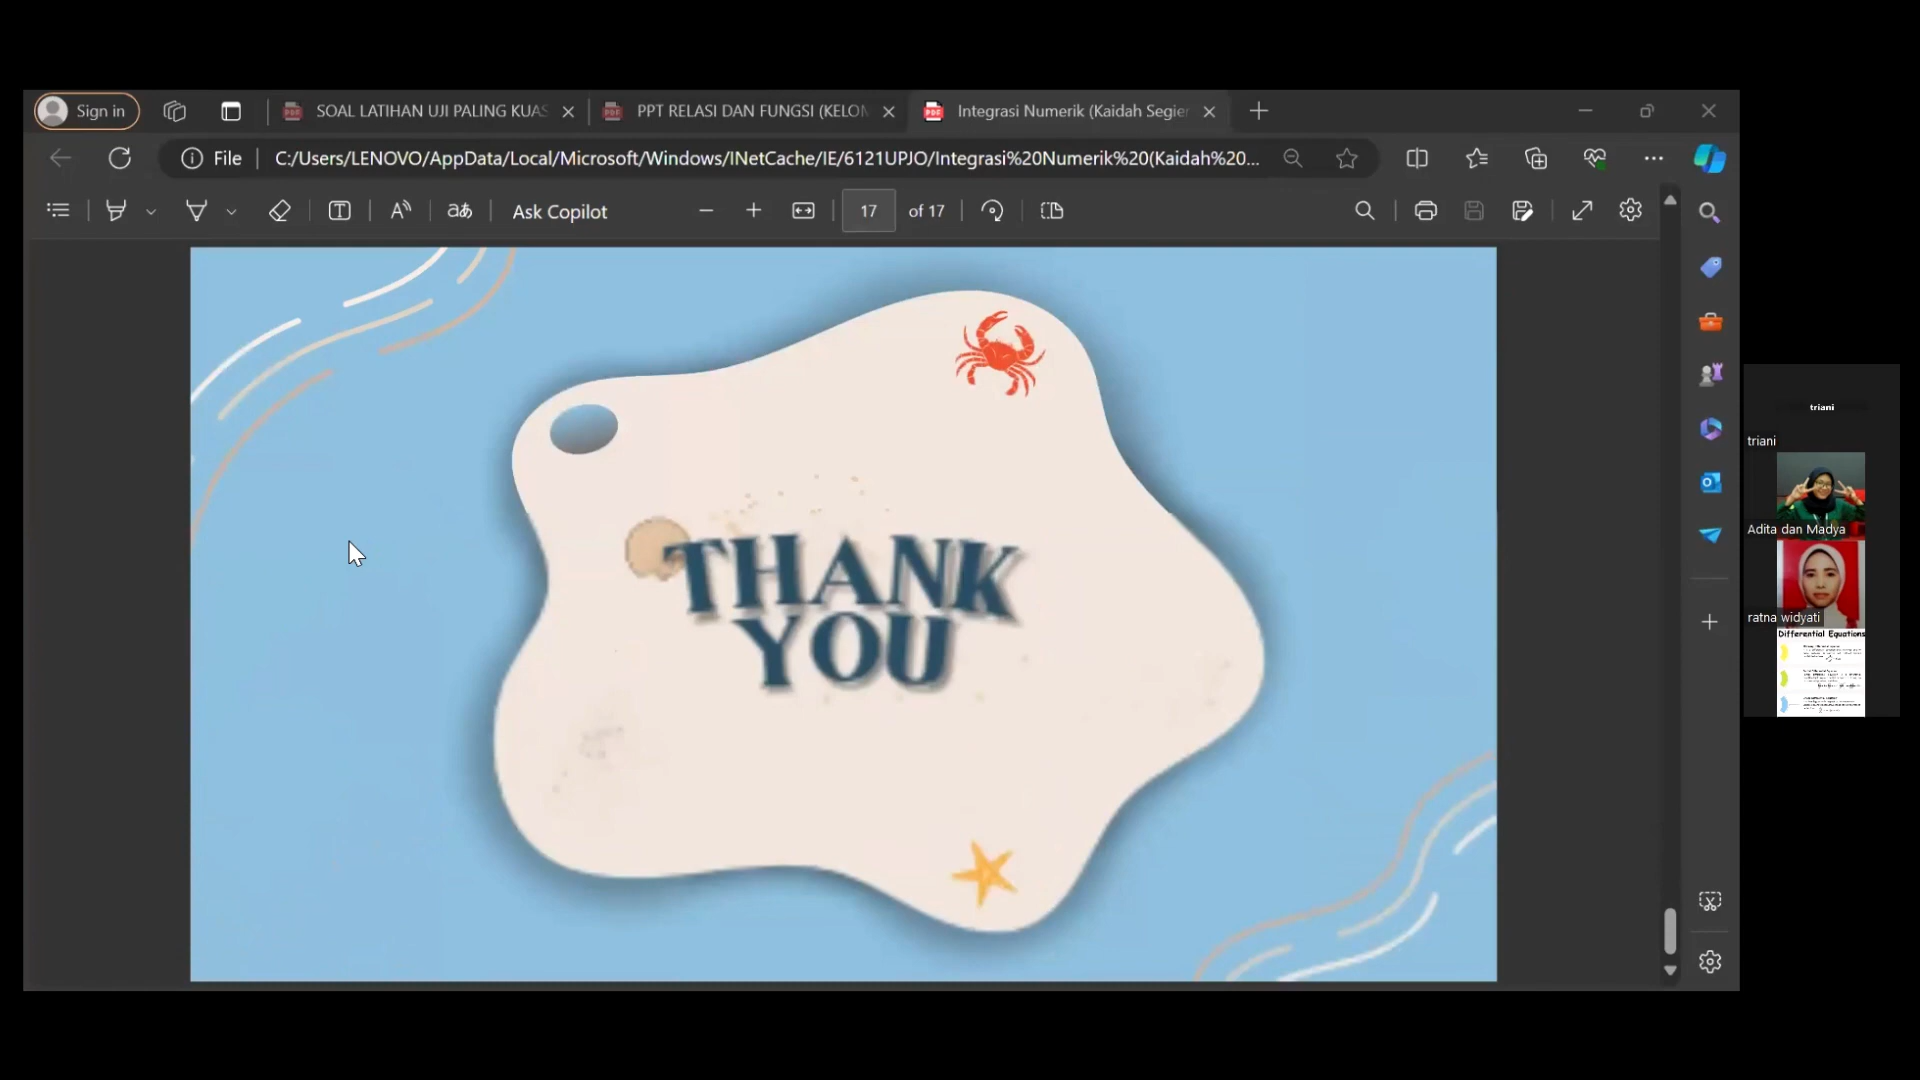 Sign in
SOAL LATIHAN UJI PALING KUAS
PPT RELASI DAN FUNGSI (KELOM
Integrasi Numerik (Kaidah Segier
File
C:/Users/LENOVO/AppData/Local/Microsoft/Windows/INetCache/IE/6121UPJO/Integrasi%20Numerik%20(Kaidah%20...
Ask Copilot
17 of 17
THANK
YOU
triani
triani
Adita dan Madya
ratna widyati
Differential Equations